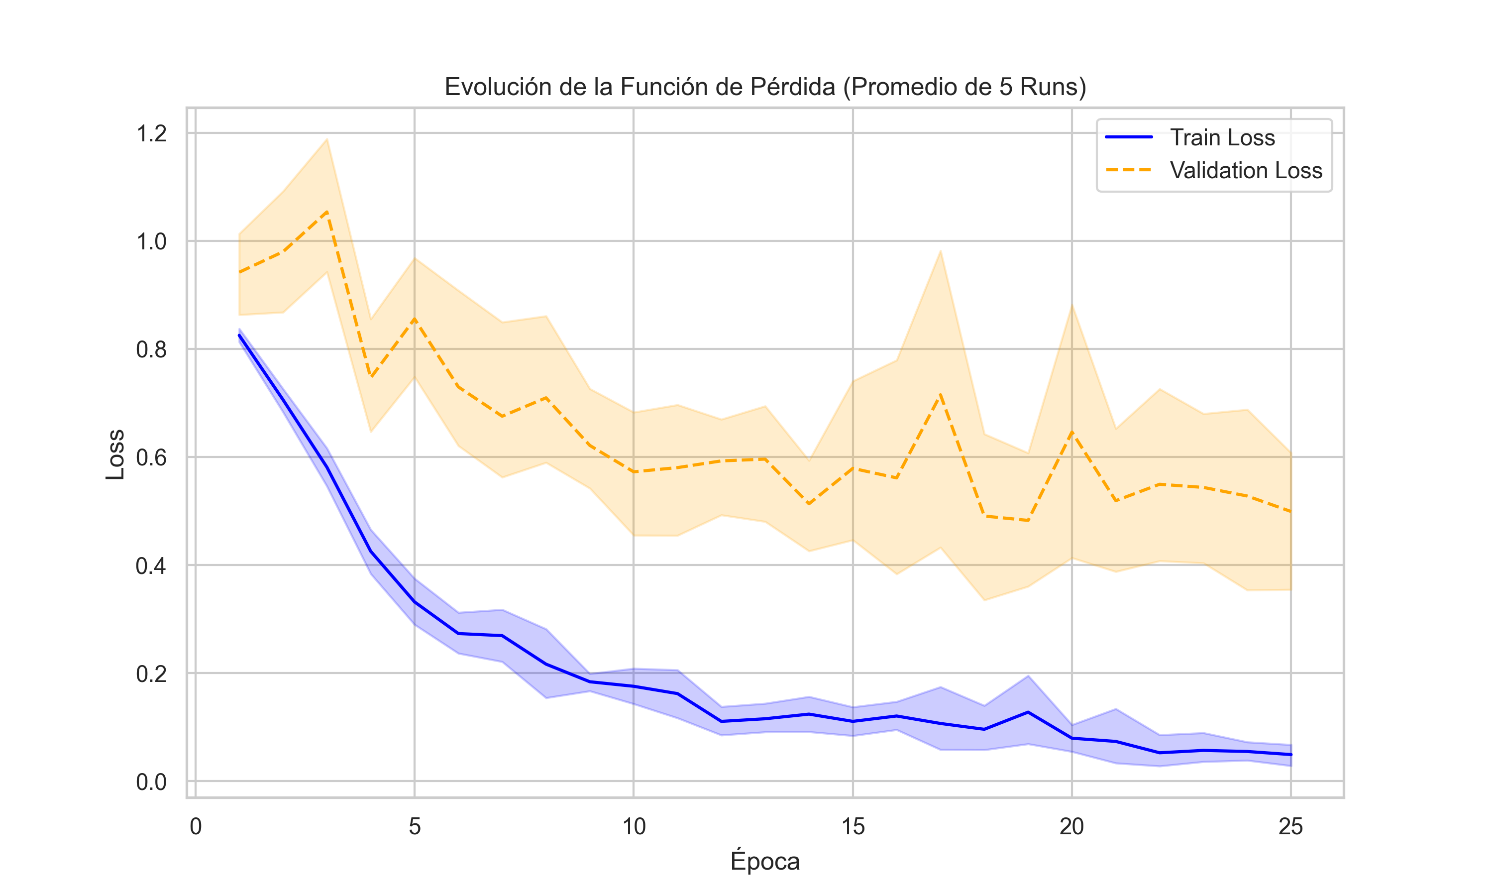 Evolución de la Función de Pérdida (Promedio de 5 Runs)
Train Loss
Validation Loss
1.2
1.0
0.8
0.6
0.4
0.2
0.0
Loss
0 5 10 15 20 25
Época